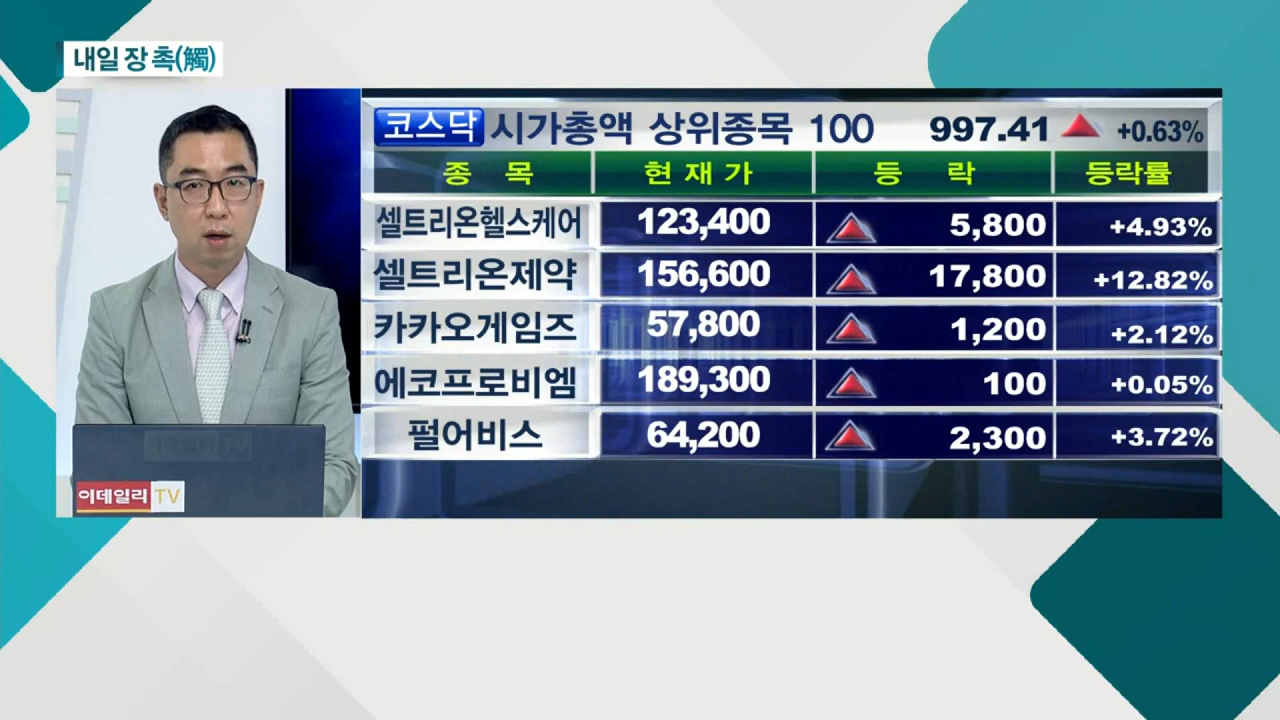 내일 장 촉(觸)
코스닥 시가총액 상위종목 100 997.41 ▲ +0.63%
종 목 현 재 가 등 락 등락률
셀트리온헬스케어 123,400 ▲ 5,800 +4.93%
셀트리온제약 156,600 ▲ 17,800 +12.82%
카카오게임즈 57,800 ▲ 1,200 +2.12%
에코프로비엠 189,300 ▲ 100 +0.05%
펄어비스 64,200 ▲ 2,300 +3.72%
이데일리 TV